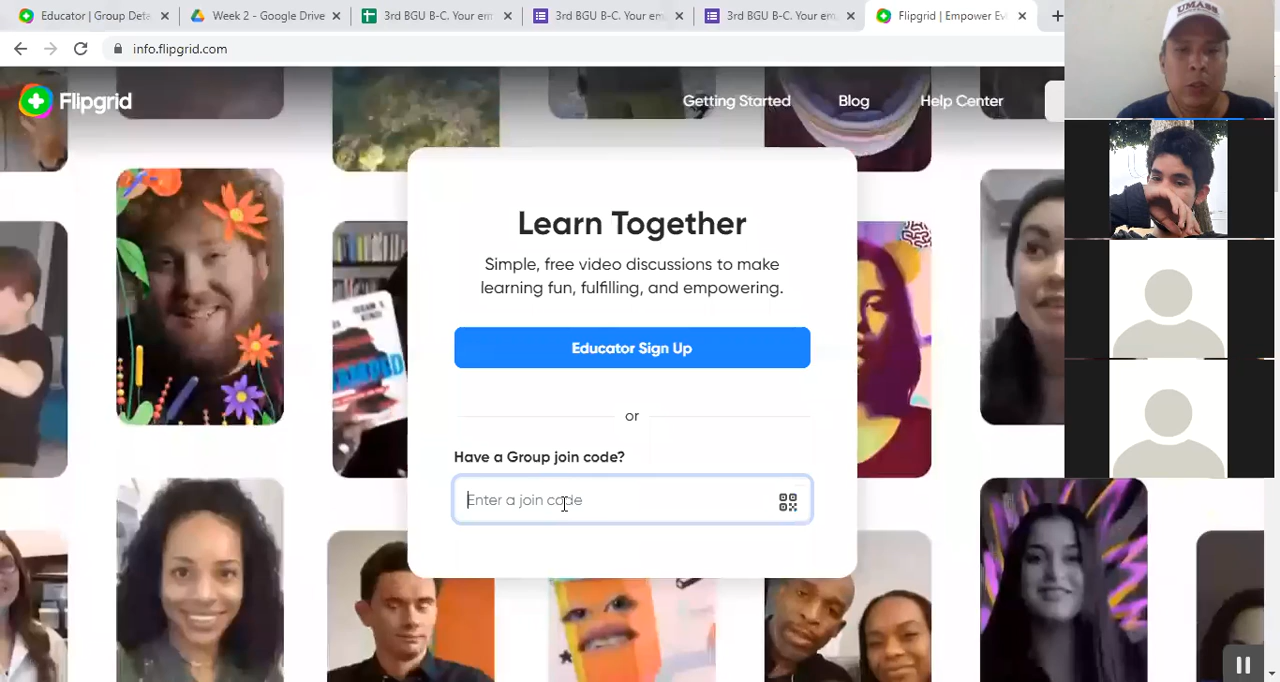 Educator | Group Deta
Week 2 - Google Drive
3rd BGU B-C. Your em
3rd BGU B-C. Your em
3rd BGU B-C. Your em
Flipgrid | Empower Ev
info.flipgrid.com
Flipgrid
Getting Started
Blog
Help Center
UMASS
Learn Together
Simple, free video discussions to make
learning fun, fulfilling, and empowering.
Educator Sign Up
or
Have a Group join code?
Enter a join code